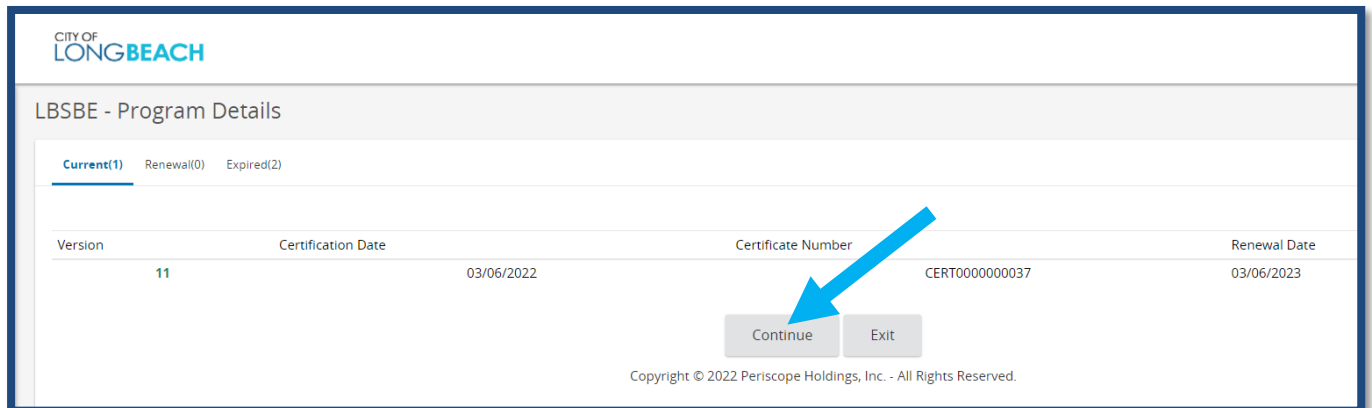 CITY OF
LONGBEACH
LBSBE - Program Details
Current(1) Renewal(0) Expired(2)
Version Certification Date Certificate Number Renewal Date
11 03/06/2022 CERT0000000037 03/06/2023
Continue Exit
Copyright © 2022 Periscope Holdings, Inc. - All Rights Reserved.